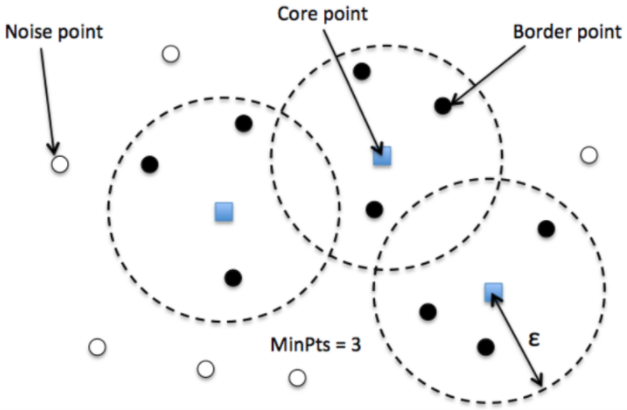 Core point
Noise point
Border point
MinPts = 3
ε